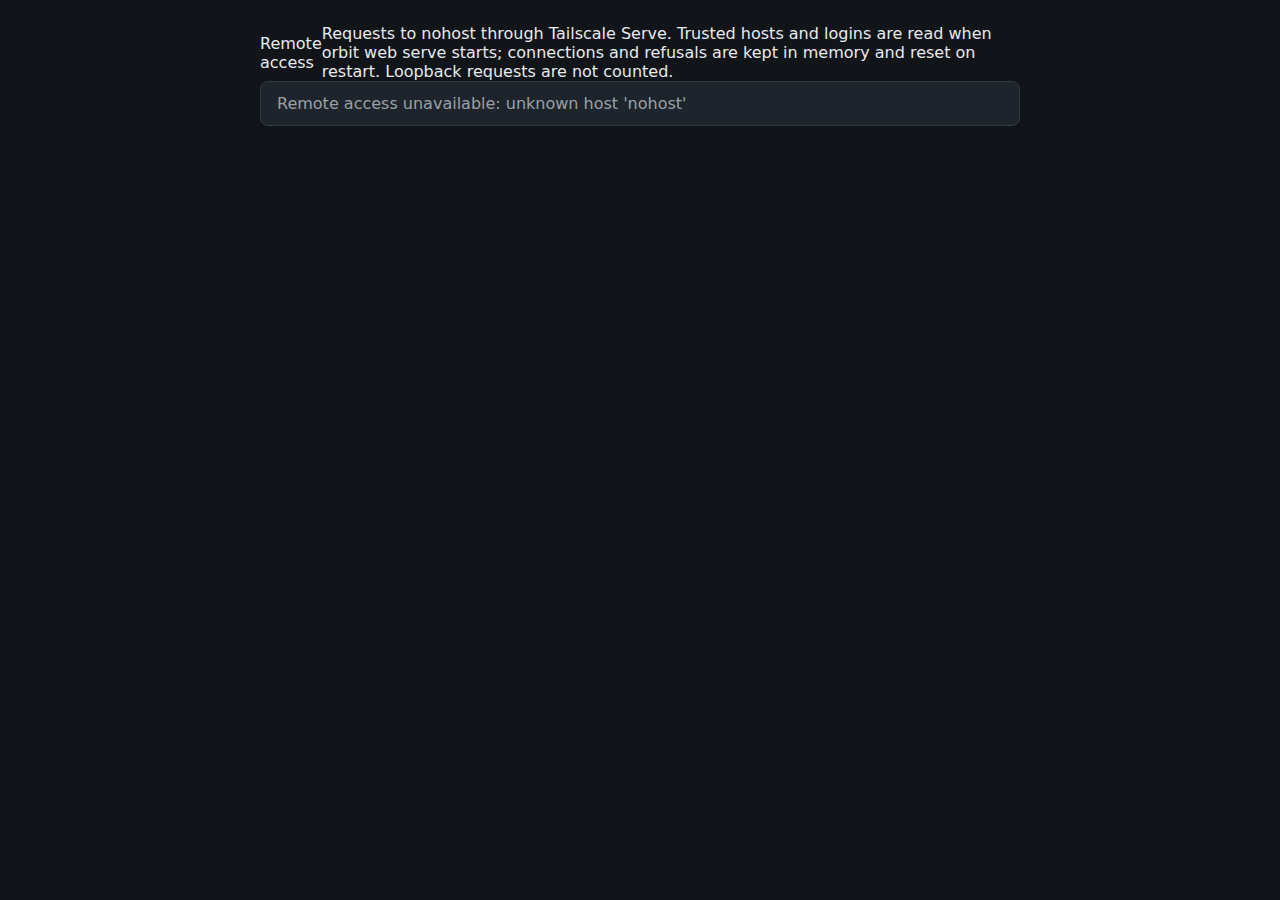 Remote
access
Requests to nohost through Tailscale Serve. Trusted hosts and logins are read when
orbit web serve starts; connections and refusals are kept in memory and reset on
restart. Loopback requests are not counted.
Remote access unavailable: unknown host 'nohost'